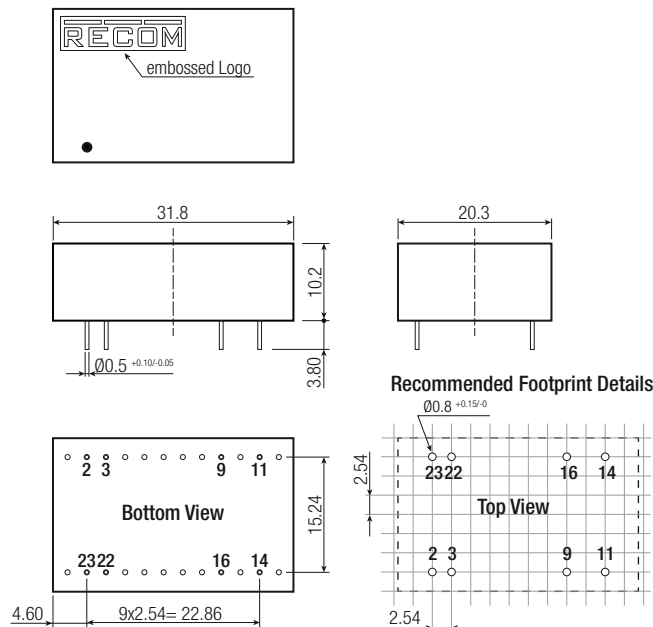 RECOM
embossed Logo
31.8
20.3
10.2
3.80
Ø0.5 +0.10/-0.05
Recommended Footprint Details
Ø0.8 +0.15/-0
2 3 9 11
Bottom View
15.24
23 22 16 14
4.60
9x2.54= 22.86
2.54
23 22 16 14
Top View
2 3 9 11
2.54